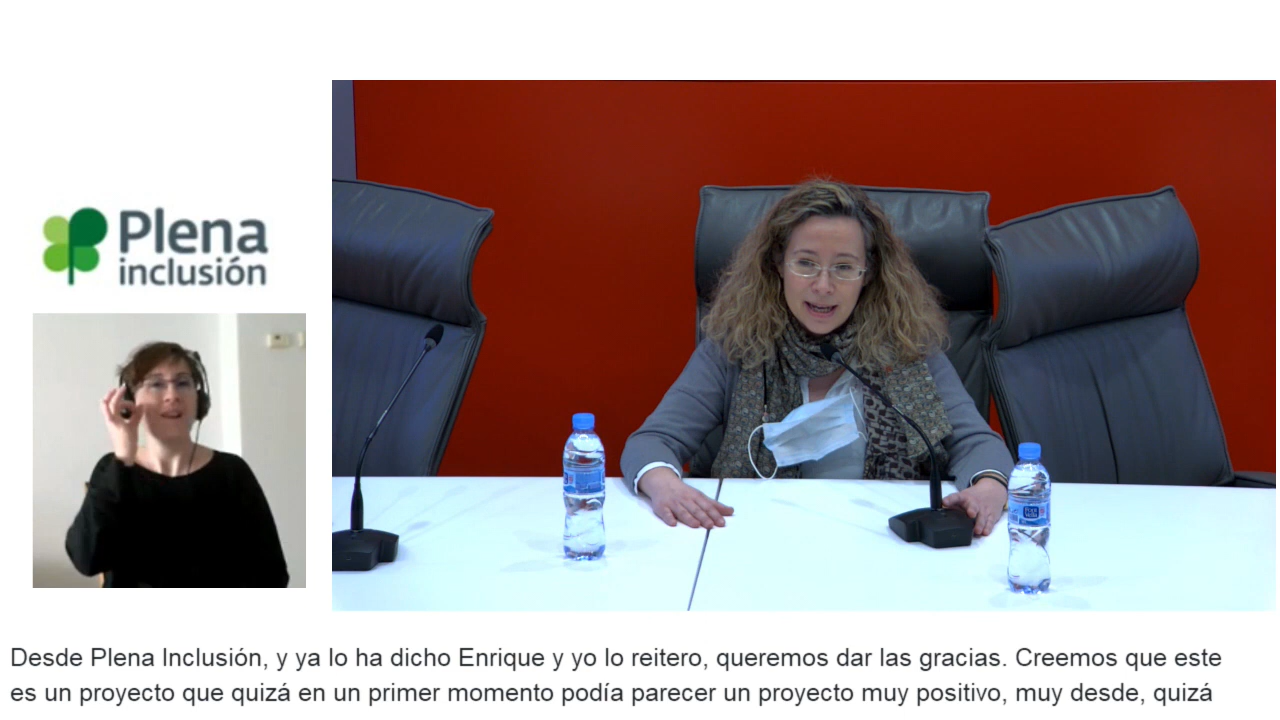 Plena
inclusión
Desde Plena Inclusión, y ya lo ha dicho Enrique y yo lo reitero, queremos dar las gracias. Creemos que este
es un proyecto que quizá en un primer momento podía parecer un proyecto muy positivo, muy desde, quizá